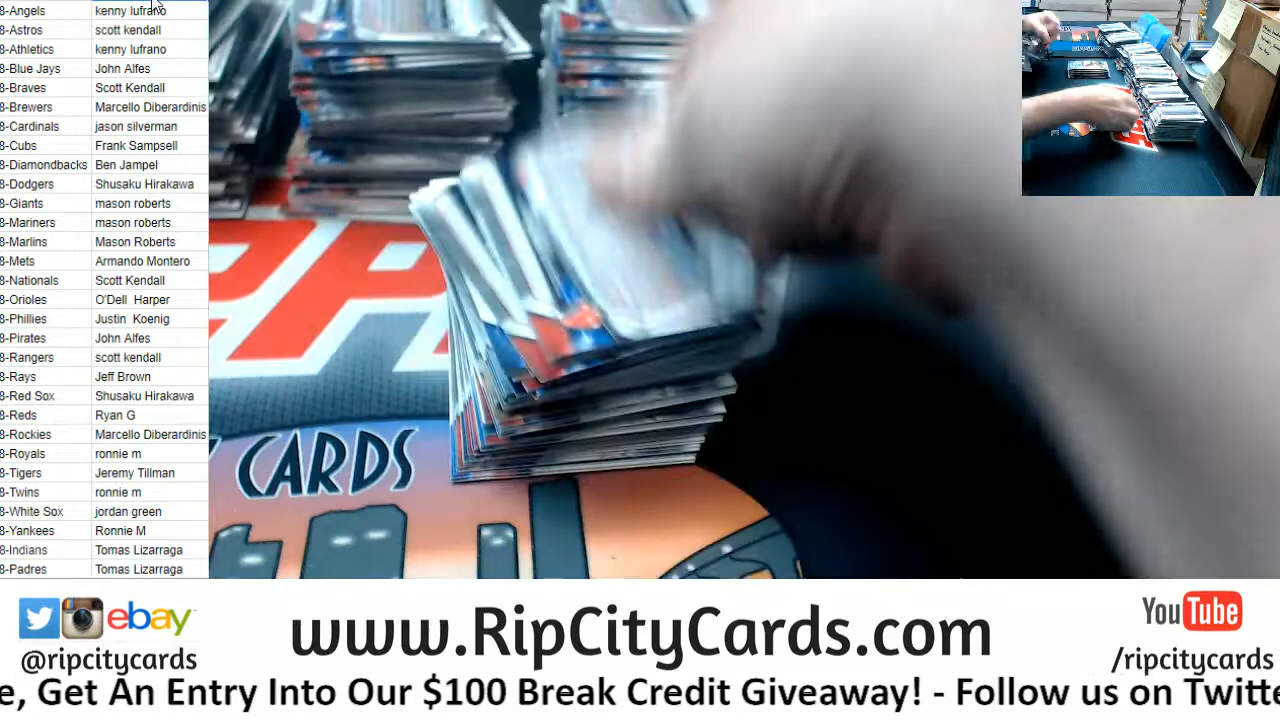 8-Angels kenny lufrano
8-Astros scott kendall
8-Athletics kenny lufrano
8-Blue Jays John Alfes
8-Braves Scott Kendall
8-Brewers Marcello Diberardinis
8-Cardinals jason silverman
8-Cubs Frank Sampsell
8-Diamondbacks Ben Jampel
8-Dodgers Shusaku Hirakawa
8-Giants mason roberts
8-Mariners mason roberts
8-Marlins Mason Roberts
8-Mets Armando Montero
8-Nationals Scott Kendall
8-Orioles O'Dell Harper
8-Phillies Justin Koenig
8-Pirates John Alfes
8-Rangers scott kendall
8-Rays Jeff Brown
8-Red Sox Shusaku Hirakawa
8-Reds Ryan G
8-Rockies Marcello Diberardinis
8-Royals ronnie m
8-Tigers Jeremy Tillman
8-Twins ronnie m
8-White Sox jordan green
8-Yankees Ronnie M
8-Indians Tomas Lizarraga
8-Padres Tomas Lizarraga
CARDS
ebay
@ripcitycards
www.RipCityCards.com
YouTube
/ripcitycards
e, Get An Entry Into Our $100 Break Credit Giveaway! - Follow us on Twitte